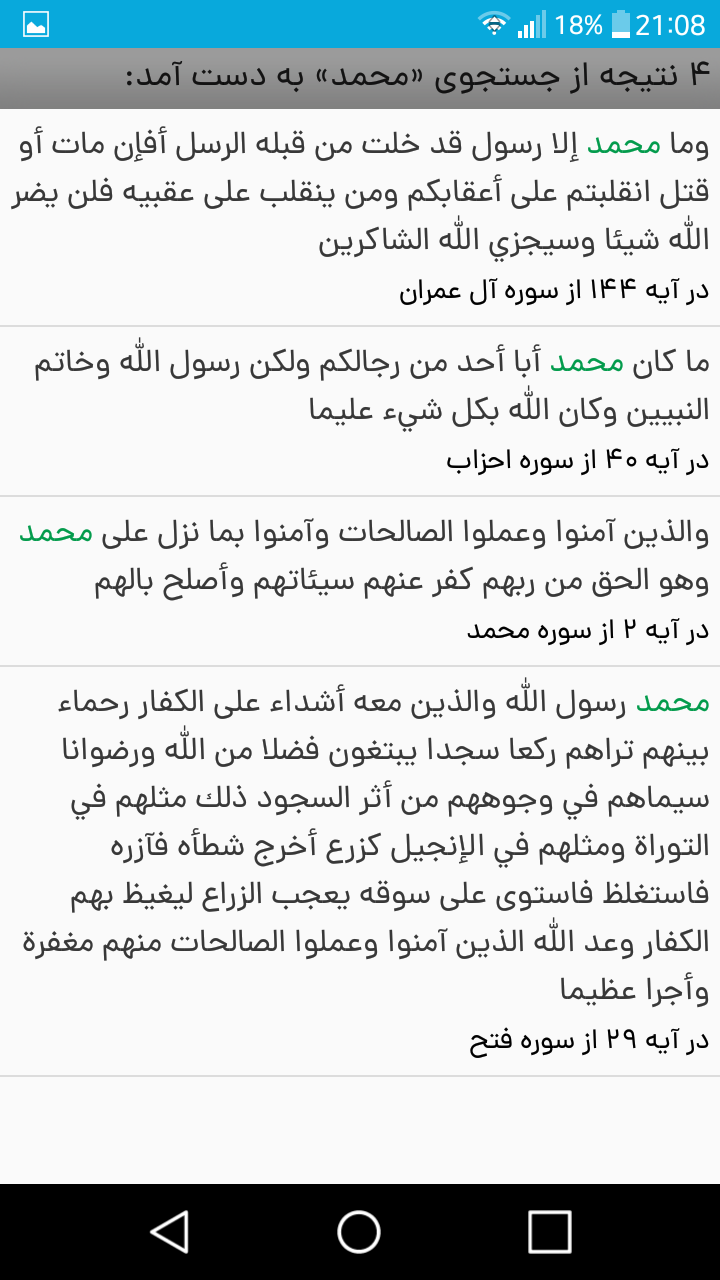 18% 21:08
۴ نتیجه از جستجوی «محمد» به دست آمد:
وما محمد إلا رسول قد خلت من قبله الرسل أفإن مات أو
قتل انقلبتم على أعقابكم ومن ينقلب على عقبيه فلن يضر
الله شيئا وسيجزي الله الشاكرين
در آیه ۱۴۴ از سوره آل عمران
ما كان محمد أبا أحد من رجالكم ولكن رسول الله وخاتم
النبيين وكان الله بكل شيء عليما
در آیه ۴۰ از سوره احزاب
والذين آمنوا وعملوا الصالحات وآمنوا بما نزل على محمد
وهو الحق من ربهم كفر عنهم سيئاتهم وأصلح بالهم
در آیه ۲ از سوره محمد
محمد رسول الله والذين معه أشداء على الكفار رحماء
بينهم تراهم ركعا سجدا يبتغون فضلا من الله ورضوانا
سيماهم في وجوههم من أثر السجود ذلك مثلهم في
التوراة ومثلهم في الإنجيل كزرع أخرج شطأه فآزره
فاستغلظ فاستوى على سوقه يعجب الزراع ليغيظ بهم
الكفار وعد الله الذين آمنوا وعملوا الصالحات منهم مغفرة
وأجرا عظيما
در آیه ۲۹ از سوره فتح